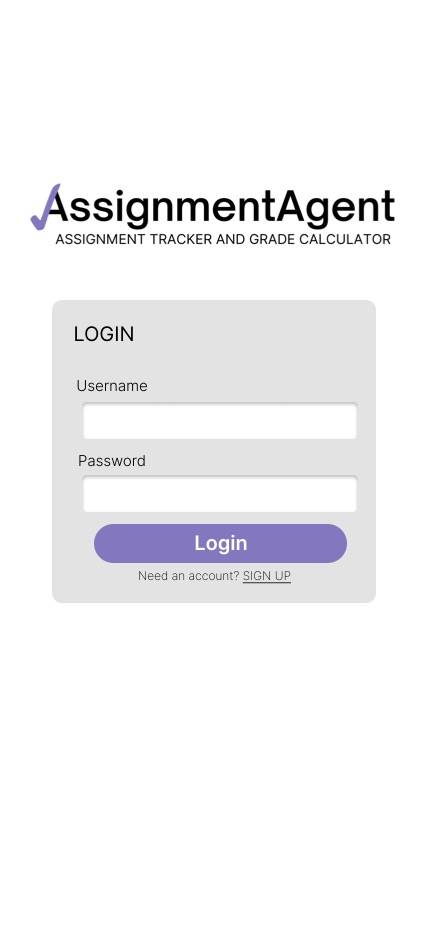 AssignmentAgent
ASSIGNMENT TRACKER AND GRADE CALCULATOR
LOGIN
Username
Password
Login
Need an account? SIGN UP